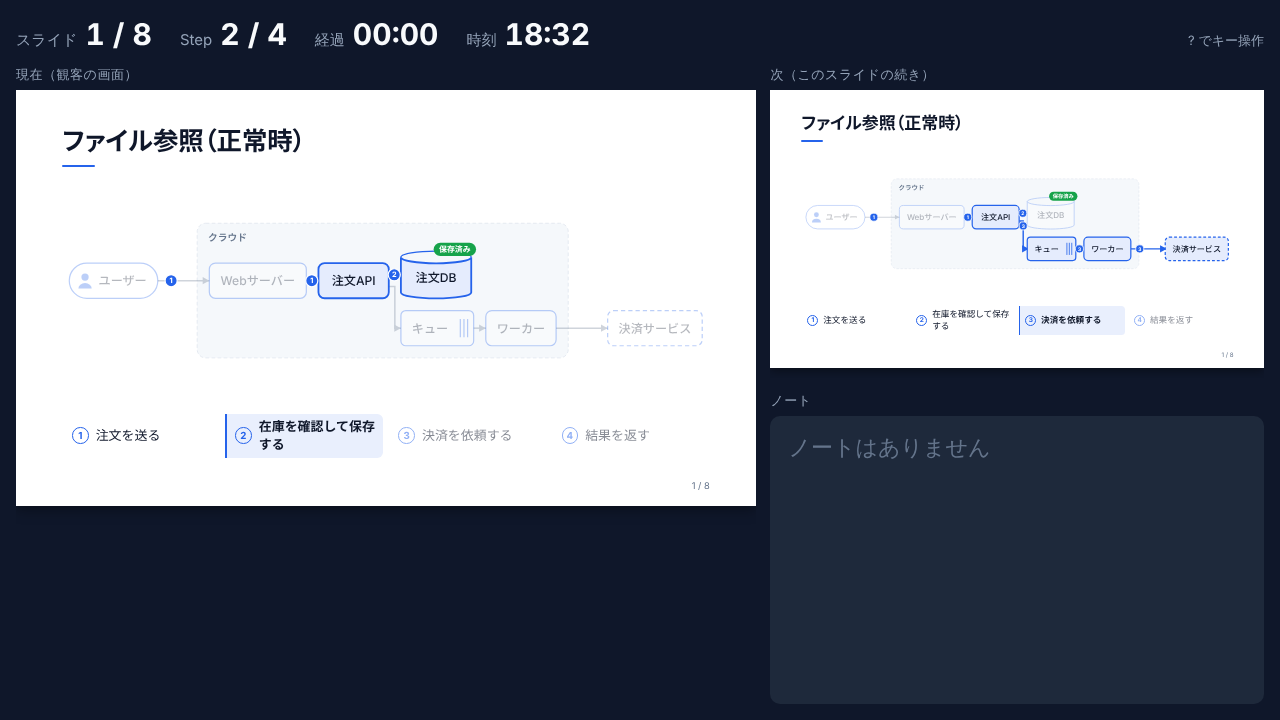 スライド 1 / 8 Step 2 / 4 経過 00:00 時刻 18:32 ? でキー操作
現在（観客の画面）
ファイル参照（正常時）
クラウド
保存済み
ユーザー 1 Webサーバー 1 注文API 2 注文DB
キュー ワーカー 決済サービス
1 注文を送る
2 在庫を確認して保存
する
3 決済を依頼する
4 結果を返す
1 / 8
次（このスライドの続き）
ファイル参照（正常時）
クラウド
保存済み
ユーザー 1 Webサーバー 1 注文API 2 注文DB
3
キュー 3 ワーカー 3 決済サービス
1 注文を送る
2 在庫を確認して保存
する
3 決済を依頼する
4 結果を返す
1 / 8
ノート
ノートはありません